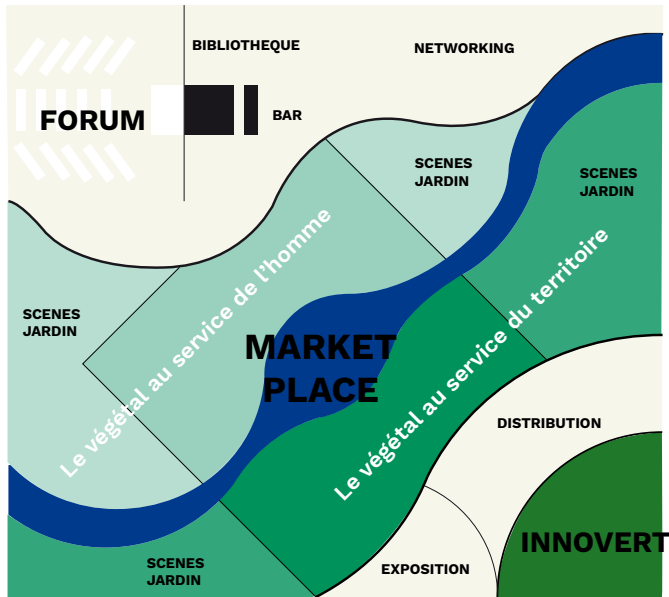 BIBLIOTHEQUE
NETWORKING
FORUM
BAR
SCENES
JARDIN
SCENES
JARDIN
Le végétal au service de l'homme
Le végétal au service du territoire
SCENES
JARDIN
MARKET
PLACE
DISTRIBUTION
INNOVERT
EXPOSITION
SCENES
JARDIN